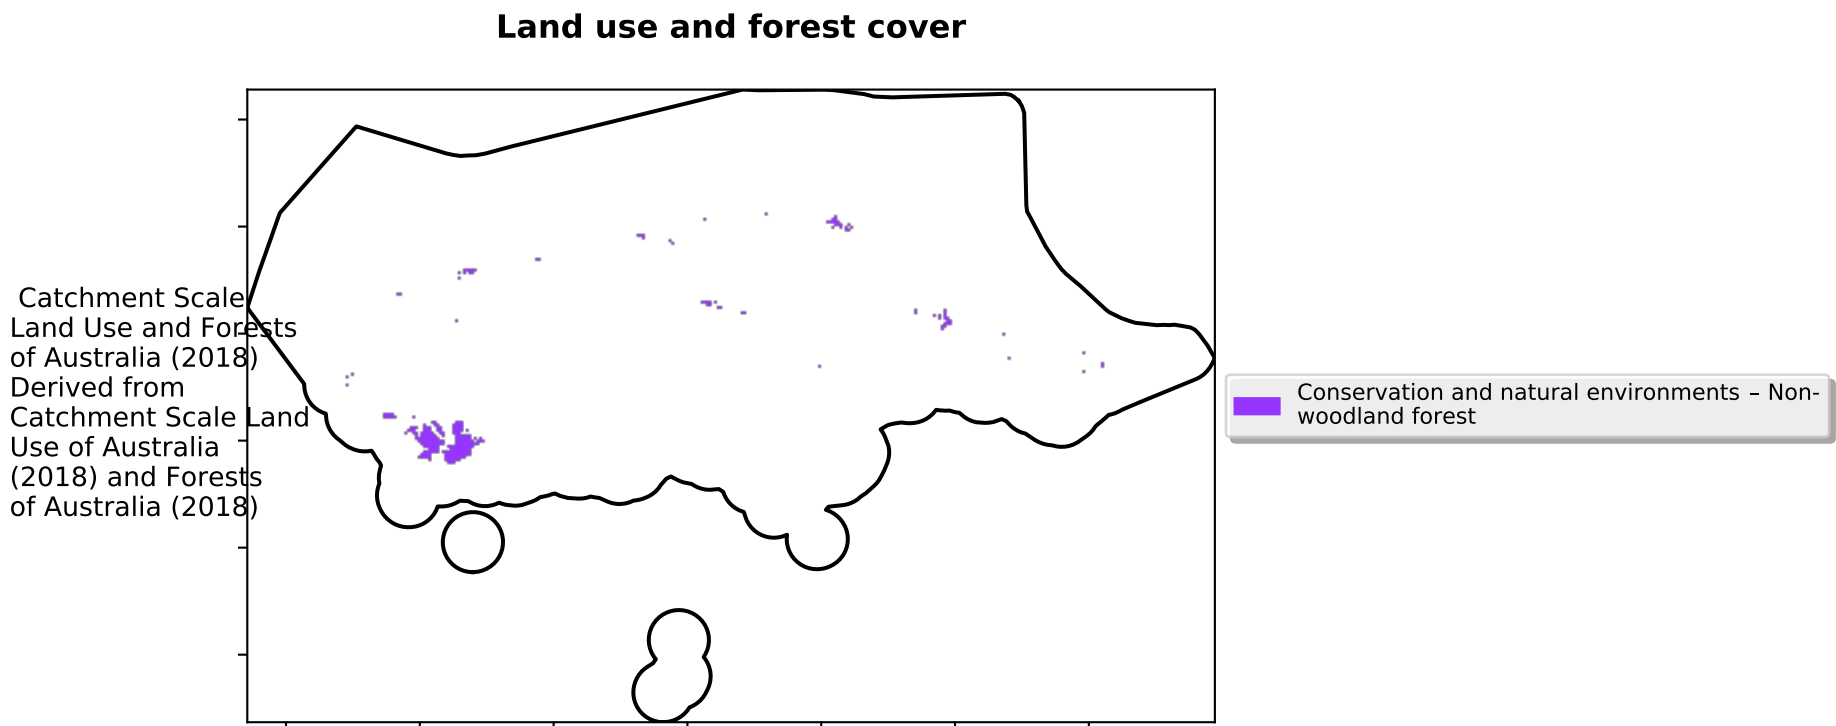 Land use and forest cover
Catchment Scale
Land Use and Forests
of Australia (2018)
Derived from
Catchment Scale Land
Use of Australia
(2018) and Forests
of Australia (2018)
Conservation and natural environments – Non-
woodland forest